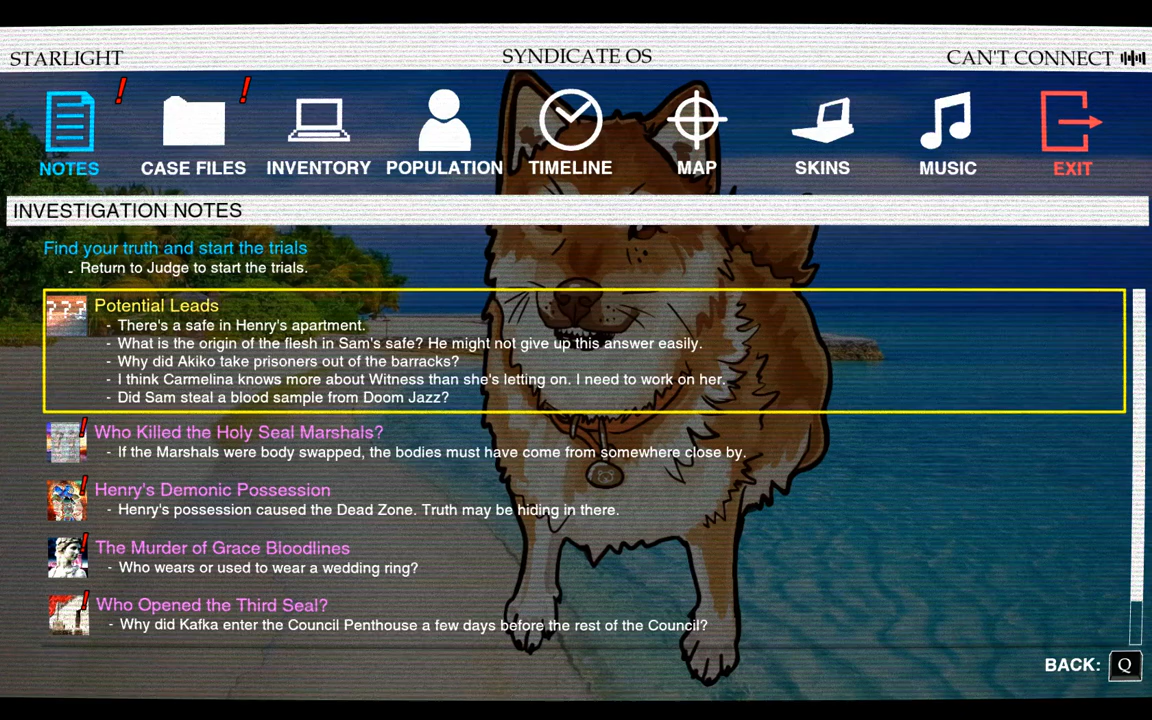 STARLIGHT
SYNDICATE OS
CAN'T CONNECT
!
!
NOTES
CASE FILES
INVENTORY
POPULATION
TIMELINE
MAP
SKINS
MUSIC
EXIT
INVESTIGATION NOTES
Find your truth and start the trials
- Return to Judge to start the trials.
???
Potential Leads
- There's a safe in Henry's apartment.
- What is the origin of the flesh in Sam's safe? He might not give up this answer easily.
- Why did Akiko take prisoners out of the barracks?
- I think Carmelina knows more about Witness than she's letting on. I need to work on her.
- Did Sam steal a blood sample from Doom Jazz?
! Who Killed the Holy Seal Marshals?
- If the Marshals were body swapped, the bodies must have come from somewhere close by.
! Henry's Demonic Possession
- Henry's possession caused the Dead Zone. Truth may be hiding in there.
! The Murder of Grace Bloodlines
- Who wears or used to wear a wedding ring?
! Who Opened the Third Seal?
- Why did Kafka enter the Council Penthouse a few days before the rest of the Council?
BACK: Q